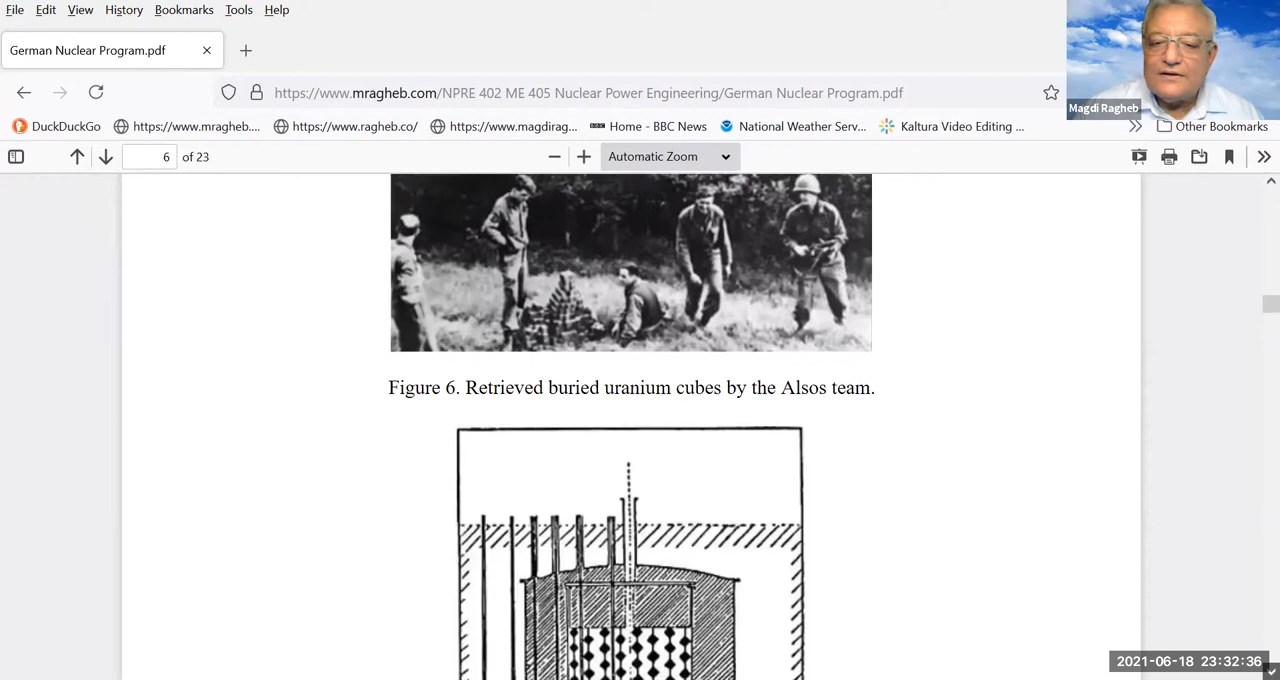 File Edit View History Bookmarks Tools Help
German Nuclear Program.pdf
https://www.mragheb.com/NPRE 402 ME 405 Nuclear Power Engineering/German Nuclear Program.pdf
Magdi Ragheb
DuckDuckGo https://www.mragheb.... https://www.ragheb.co/ https://www.magdirag... BBC Home - BBC News National Weather Serv... Kaltura Video Editing ... Other Bookmarks
6 of 23 Automatic Zoom
Figure 6. Retrieved buried uranium cubes by the Alsos team.
2021-06-18 23:32:36